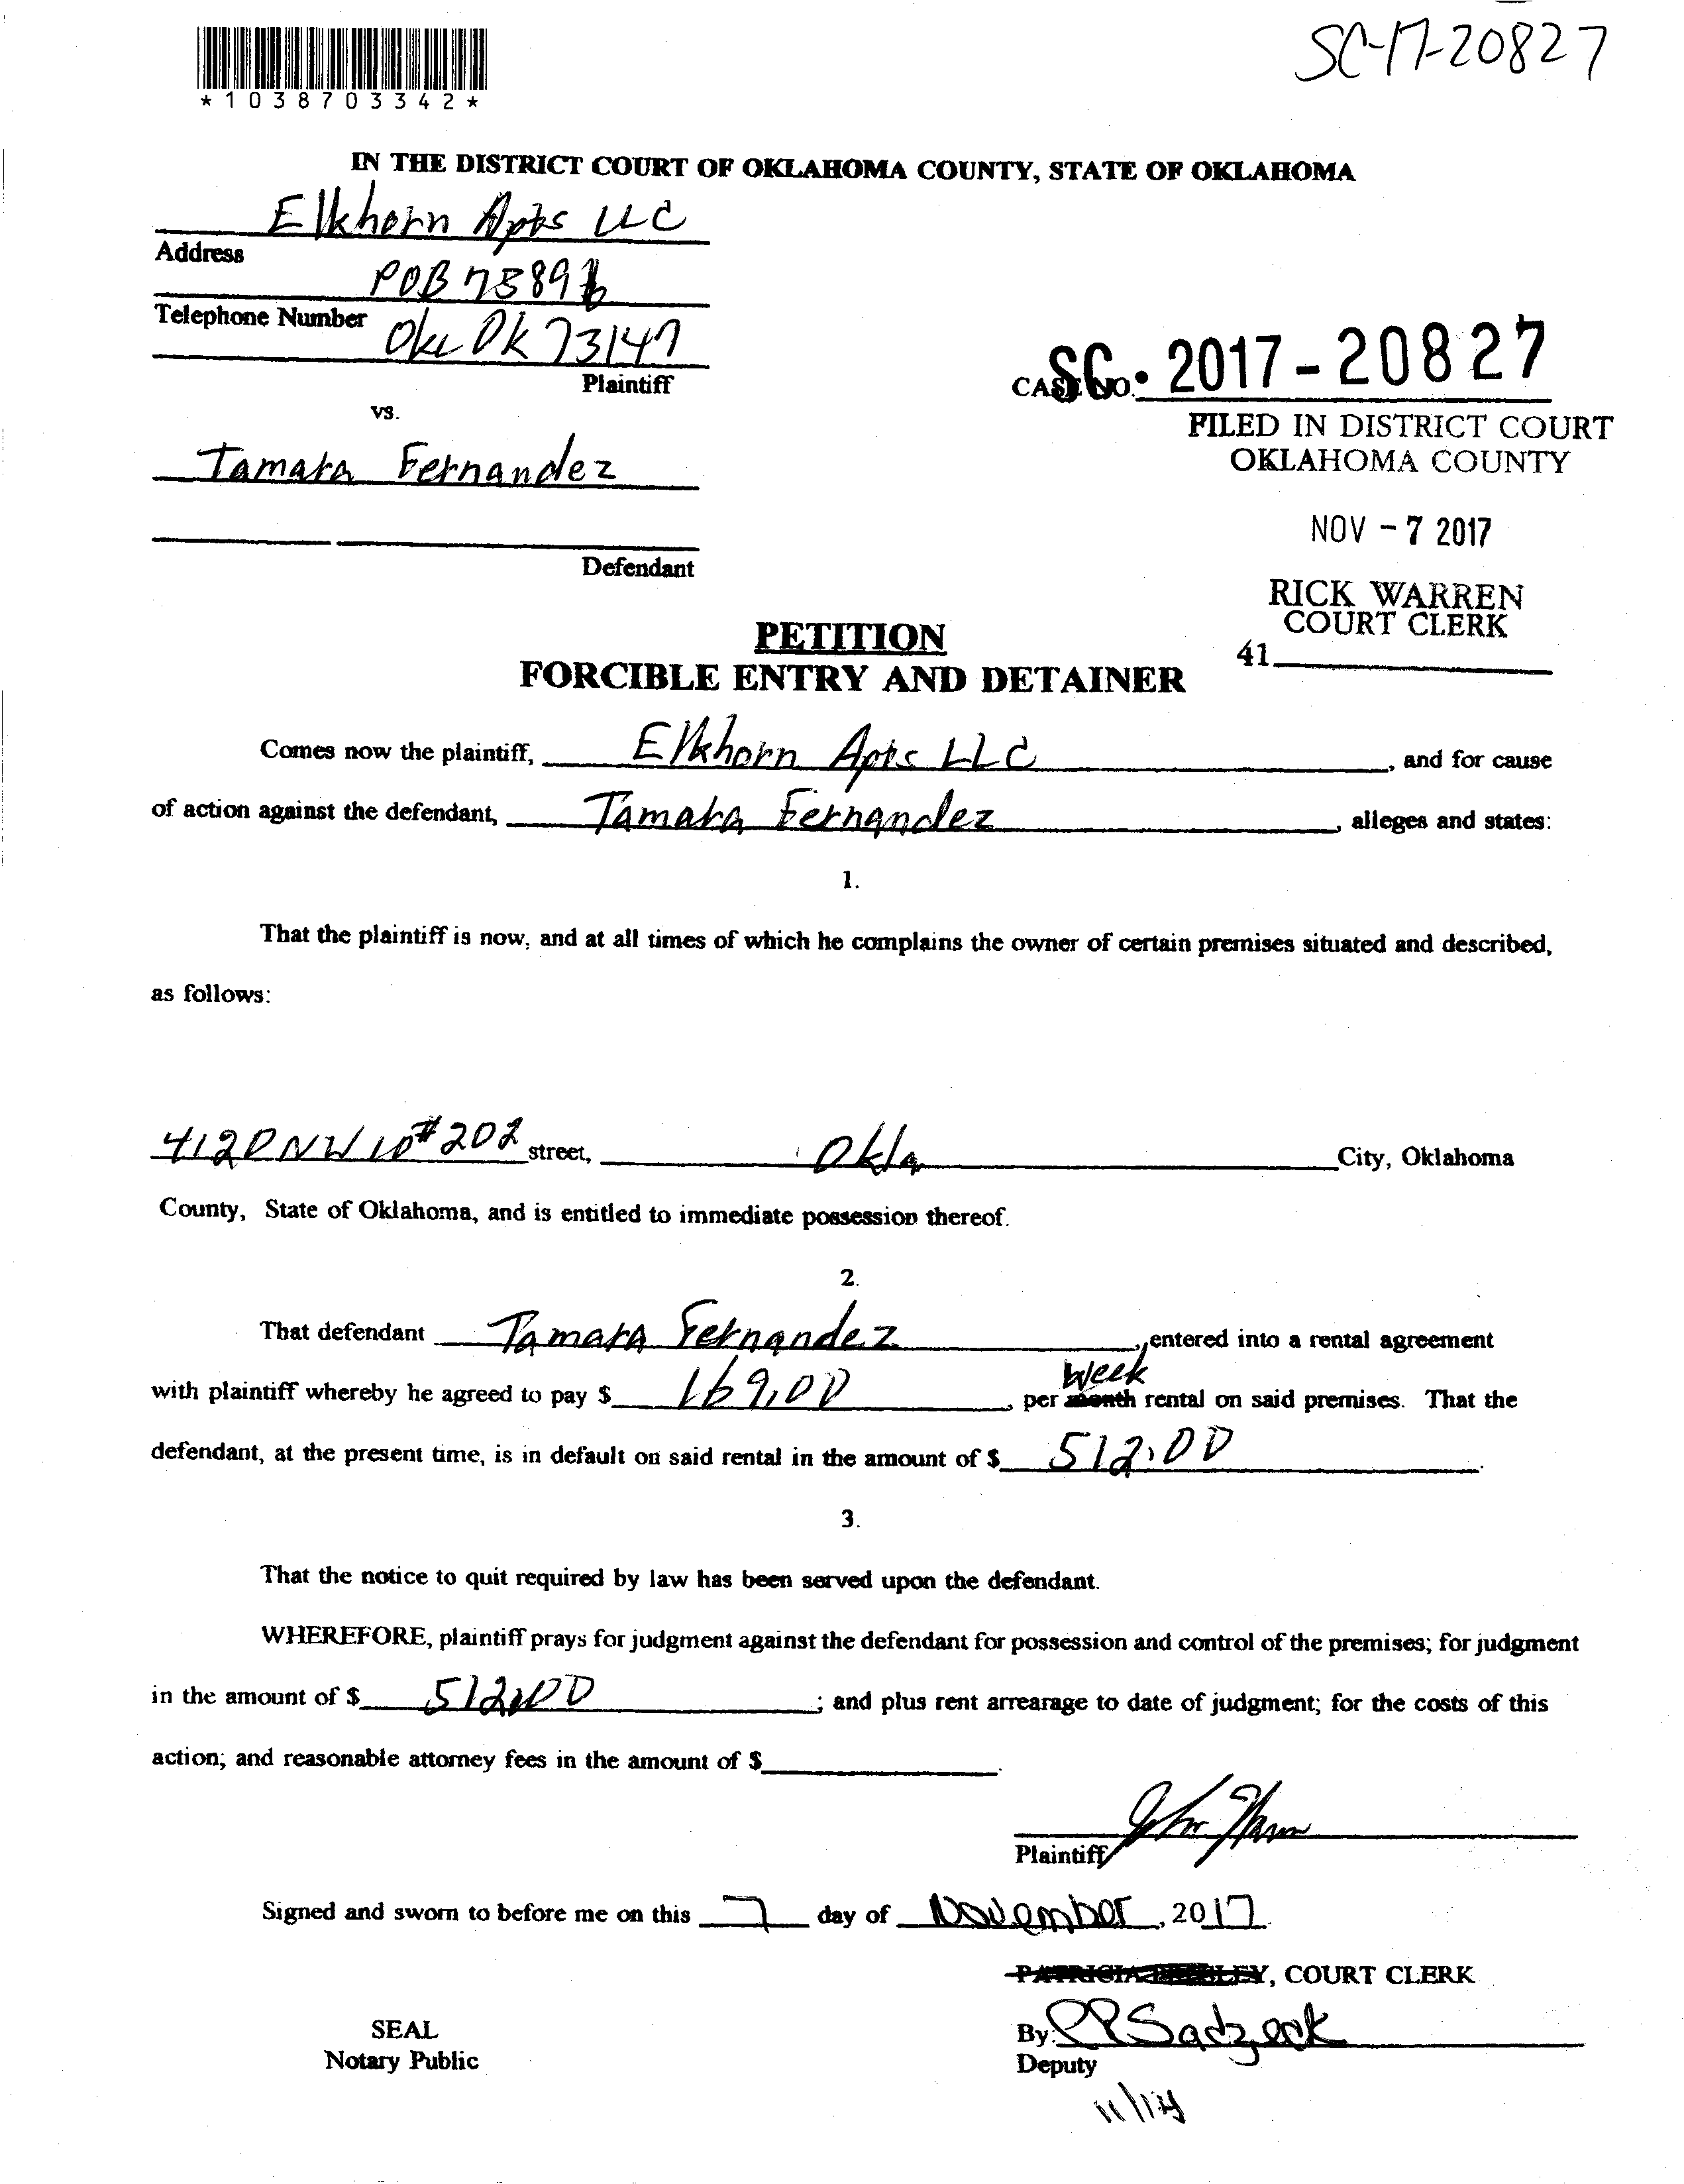 SC-17-20827
*1038703342*
IN THE DISTRICT COURT OF OKLAHOMA COUNTY, STATE OF OKLAHOMA
Elkhorn Apts LLC
Address
POB 75896
Telephone Number
Okc Ok 73147
Plaintiff
vs.
CASE NO. SC. 2017-20827
FILED IN DISTRICT COURT
OKLAHOMA COUNTY
Tamara Fernandez
NOV - 7 2017
Defendant
RICK WARREN
COURT CLERK
41
PETITION
FORCIBLE ENTRY AND DETAINER
Comes now the plaintiff, Elkhorn Apts LLC, and for cause
of action against the defendant, Tamara Fernandez, alleges and states:
1.
That the plaintiff is now, and at all times of which he complains the owner of certain premises situated and described,
as follows:
4120 NW 10 #202 street, Okla City, Oklahoma
County, State of Oklahoma, and is entitled to immediate possession thereof.
2.
That defendant Tamara Fernandez, entered into a rental agreement
with plaintiff whereby he agreed to pay $ 169.00, per month week rental on said premises. That the
defendant, at the present time, is in default on said rental in the amount of $ 512.00.
3.
That the notice to quit required by law has been served upon the defendant.
WHEREFORE, plaintiff prays for judgment against the defendant for possession and control of the premises; for judgment
in the amount of $ 512.00; and plus rent arrearage to date of judgment; for the costs of this
action; and reasonable attorney fees in the amount of $.
Plaintiff
Signed and sworn to before me on this 7 day of November, 2017.
PATRICIA PRESLEY, COURT CLERK
SEAL
By: Sadzeck
Notary Public
Deputy